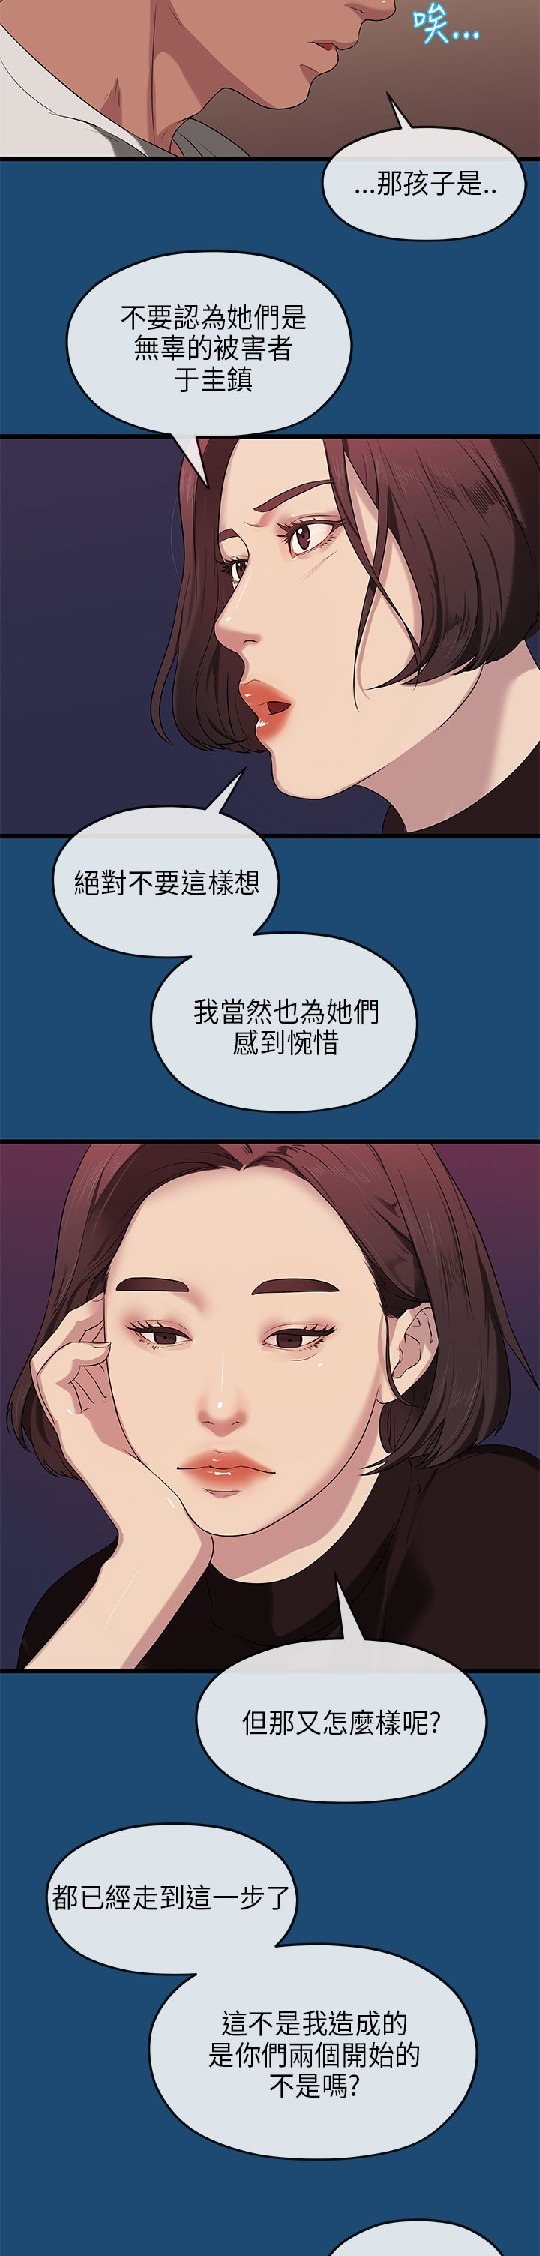 唉...
...那孩子是..
不要認為她們是
無辜的被害者
于圭鎮
絕對不要這樣想
我當然也為她們
感到惋惜
但那又怎麼樣呢?
都已經走到這一步了
這不是我造成的
是你們兩個開始的
不是嗎?